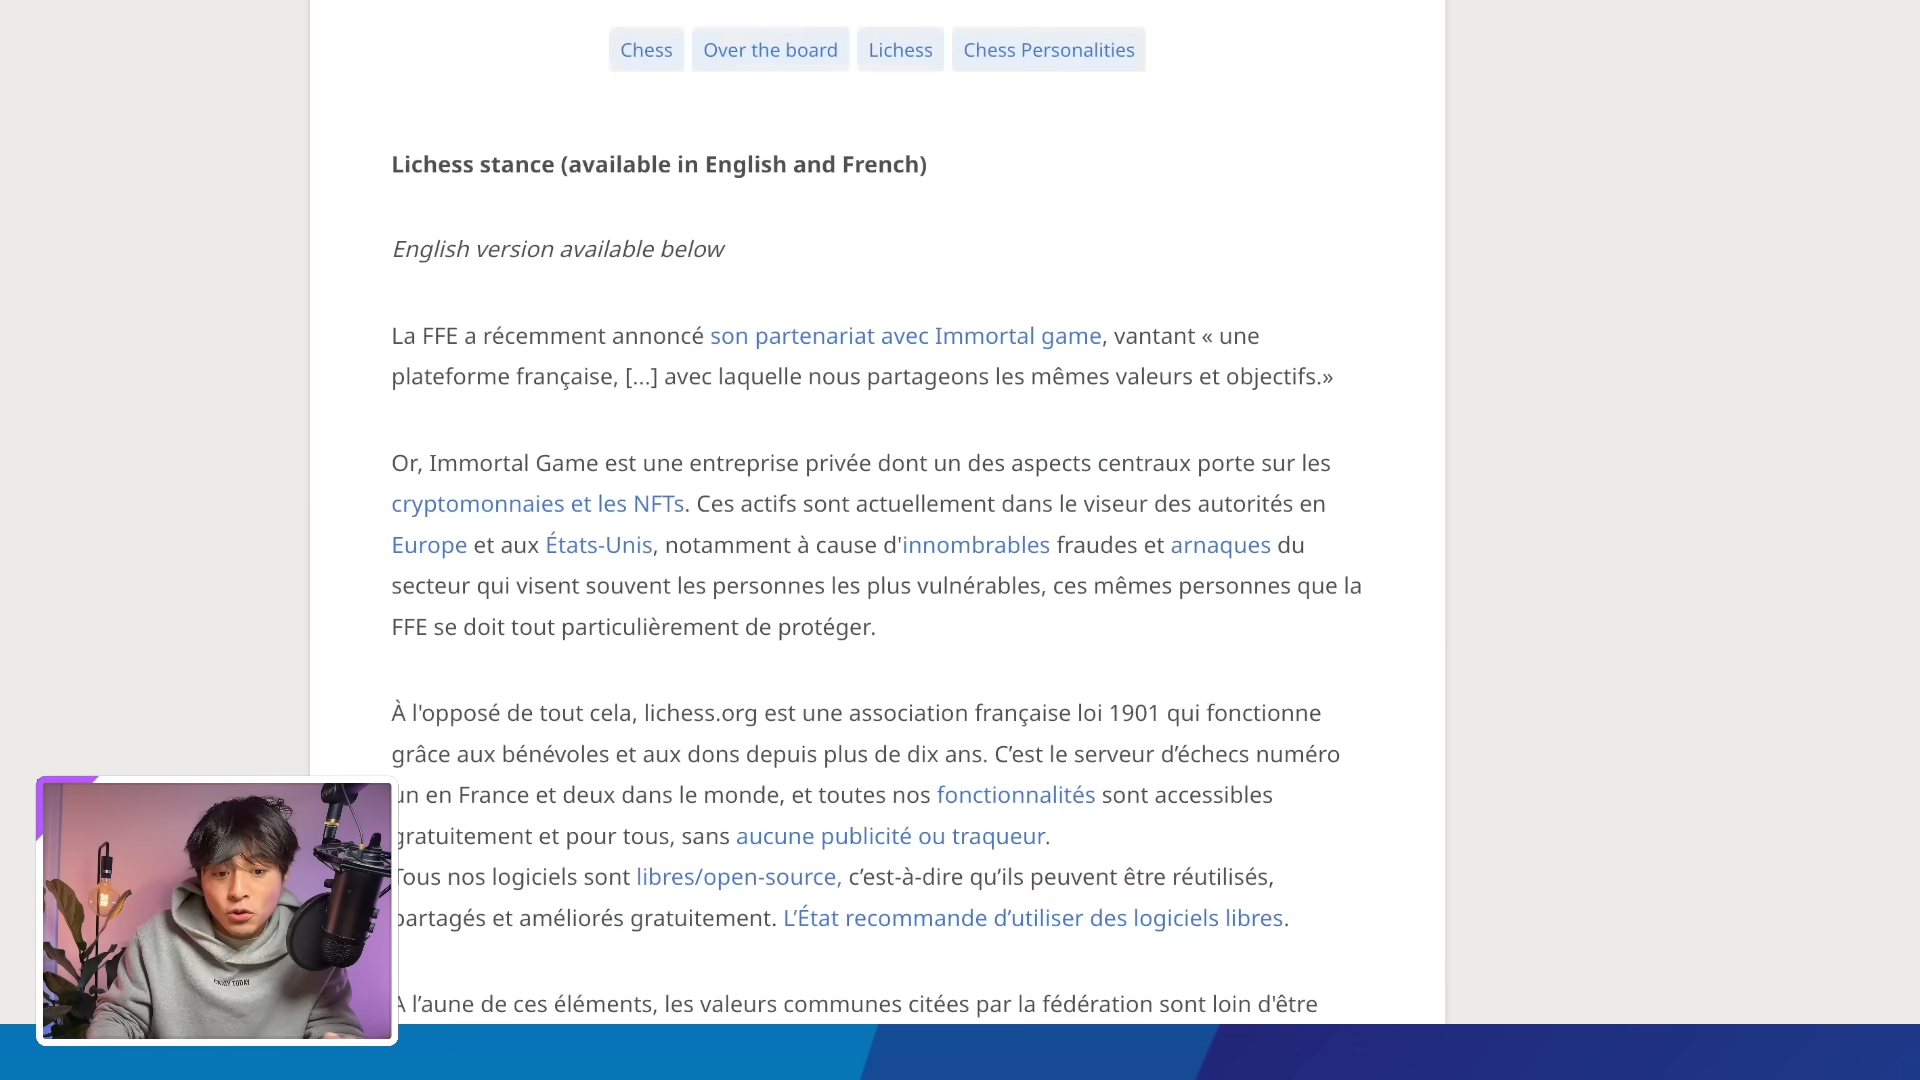 Chess Over the board Lichess Chess Personalities
Lichess stance (available in English and French)
English version available below
La FFE a récemment annoncé son partenariat avec Immortal game, vantant « une
plateforme française, [...] avec laquelle nous partageons les mêmes valeurs et objectifs.»
Or, Immortal Game est une entreprise privée dont un des aspects centraux porte sur les
cryptomonnaies et les NFTs. Ces actifs sont actuellement dans le viseur des autorités en
Europe et aux États-Unis, notamment à cause d'innombrables fraudes et arnaques du
secteur qui visent souvent les personnes les plus vulnérables, ces mêmes personnes que la
FFE se doit tout particulièrement de protéger.
À l'opposé de tout cela, lichess.org est une association française loi 1901 qui fonctionne
grâce aux bénévoles et aux dons depuis plus de dix ans. C’est le serveur d’échecs numéro
un en France et deux dans le monde, et toutes nos fonctionnalités sont accessibles
gratuitement et pour tous, sans aucune publicité ou traqueur.
Tous nos logiciels sont libres/open-source, c’est-à-dire qu’ils peuvent être réutilisés,
partagés et améliorés gratuitement. L’État recommande d’utiliser des logiciels libres.
A l’aune de ces éléments, les valeurs communes citées par la fédération sont loin d'être
ENJOY TODAY